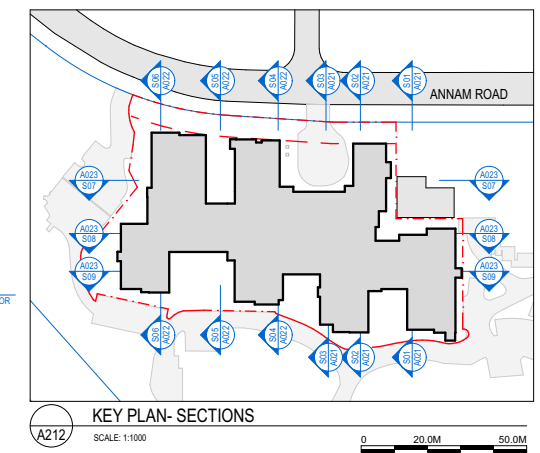 S06 A022
S05 A022
S04 A022
S03 A021
S02 A021
S01 A021
ANNAM ROAD
A023
S07
A023
S07
A023
S08
A023
S08
A023
S09
A023
S09
OR
S06 A022
S05 A022
S04 A022
S03 A021
S02 A021
S01 A021
A212
KEY PLAN- SECTIONS
SCALE: 1:1000
0 20.0M 50.0M